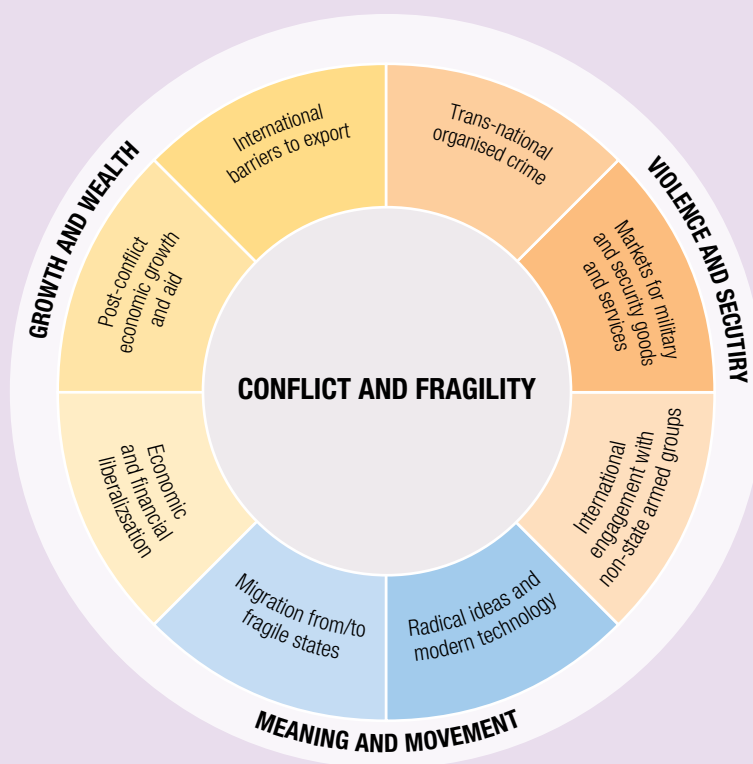 CONFLICT AND FRAGILITY
GROWTH AND WEALTH
International
barriers to export
Post-conflict
economic growth
and aid
Economic
and financial
liberalizsation
VIOLENCE AND SECUTIRY
Trans-national
organised crime
Markets for military
and security goods
and services
International
engagement with
non-state armed groups
MEANING AND MOVEMENT
Migration from/to
fragile states
Radical ideas and
modern technology